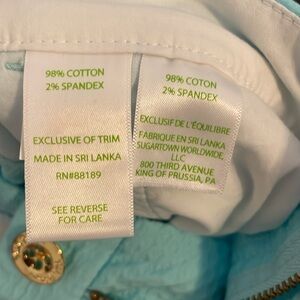 98% COTTON
2% SPANDEX
EXCLUSIVE OF TRIM
MADE IN SRI LANKA
RN#88189
SEE REVERSE
FOR CARE
98% COTON
2% SPANDEX
EXCLUSIF DE L'ÉQUILIBRE
FABRIQUE EN SRI LANKA
SUGARTOWN WORLDWIDE,
LLC
800 THIRD AVENUE
KING OF PRUSSIA, PA